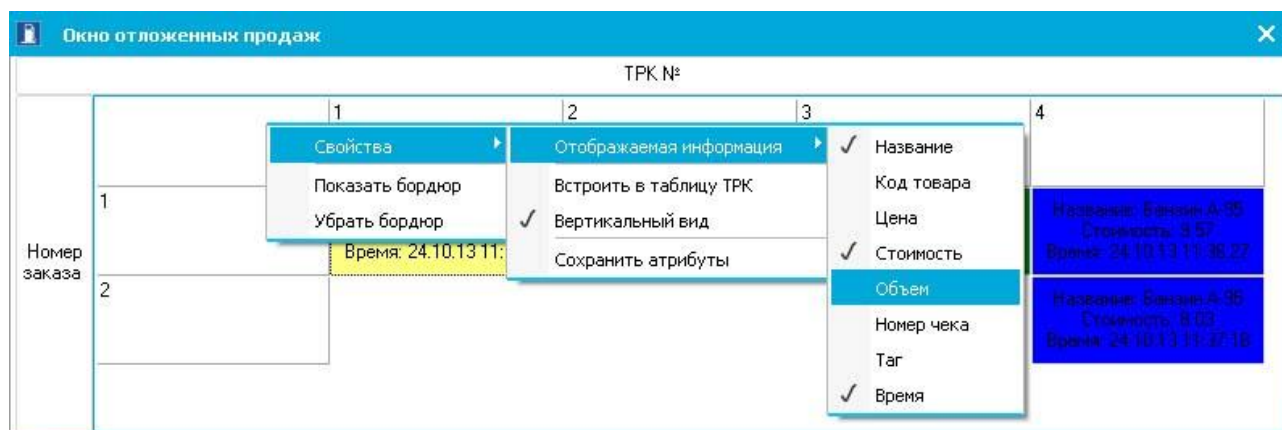 Окно отложенных продаж
ТРК №
1 2 3 4
Свойства
Показать бордюр
Убрать бордюр
Отображаемая информация
Встроить в таблицу ТРК
Вертикальный вид
Сохранить атрибуты
Название
Код товара
Цена
Стоимость
Объем
Номер чека
Таг
Время
Номер
заказа
1
Время: 24.10.13 11:
Название: Бензин А-95
Стоимость: 9.57
Время: 24.10.13 11:36:27
2
Название: Бензин А-95
Стоимость: 8.03
Время: 24.10.13 11:37:18